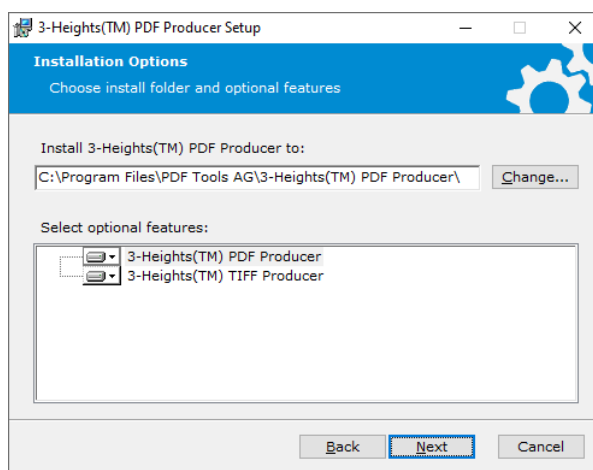 3-Heights(TM) PDF Producer Setup
Installation Options
Choose install folder and optional features
Install 3-Heights(TM) PDF Producer to:
C:\Program Files\PDF Tools AG\3-Heights(TM) PDF Producer\
Change...
Select optional features:
3-Heights(TM) PDF Producer
3-Heights(TM) TIFF Producer
Back Next Cancel